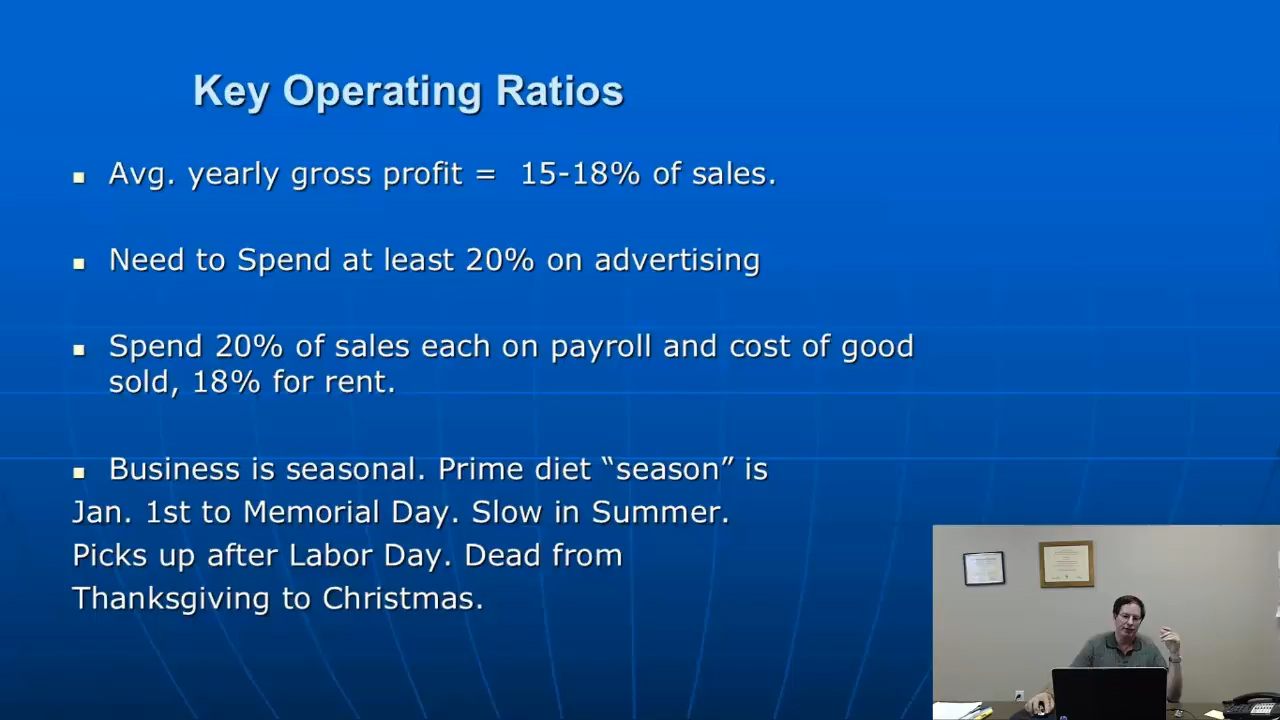 Key Operating Ratios
Avg. yearly gross profit = 15-18% of sales.
Need to Spend at least 20% on advertising
Spend 20% of sales each on payroll and cost of good
sold, 18% for rent.
Business is seasonal. Prime diet “season” is
Jan. 1st to Memorial Day. Slow in Summer.
Picks up after Labor Day. Dead from
Thanksgiving to Christmas.